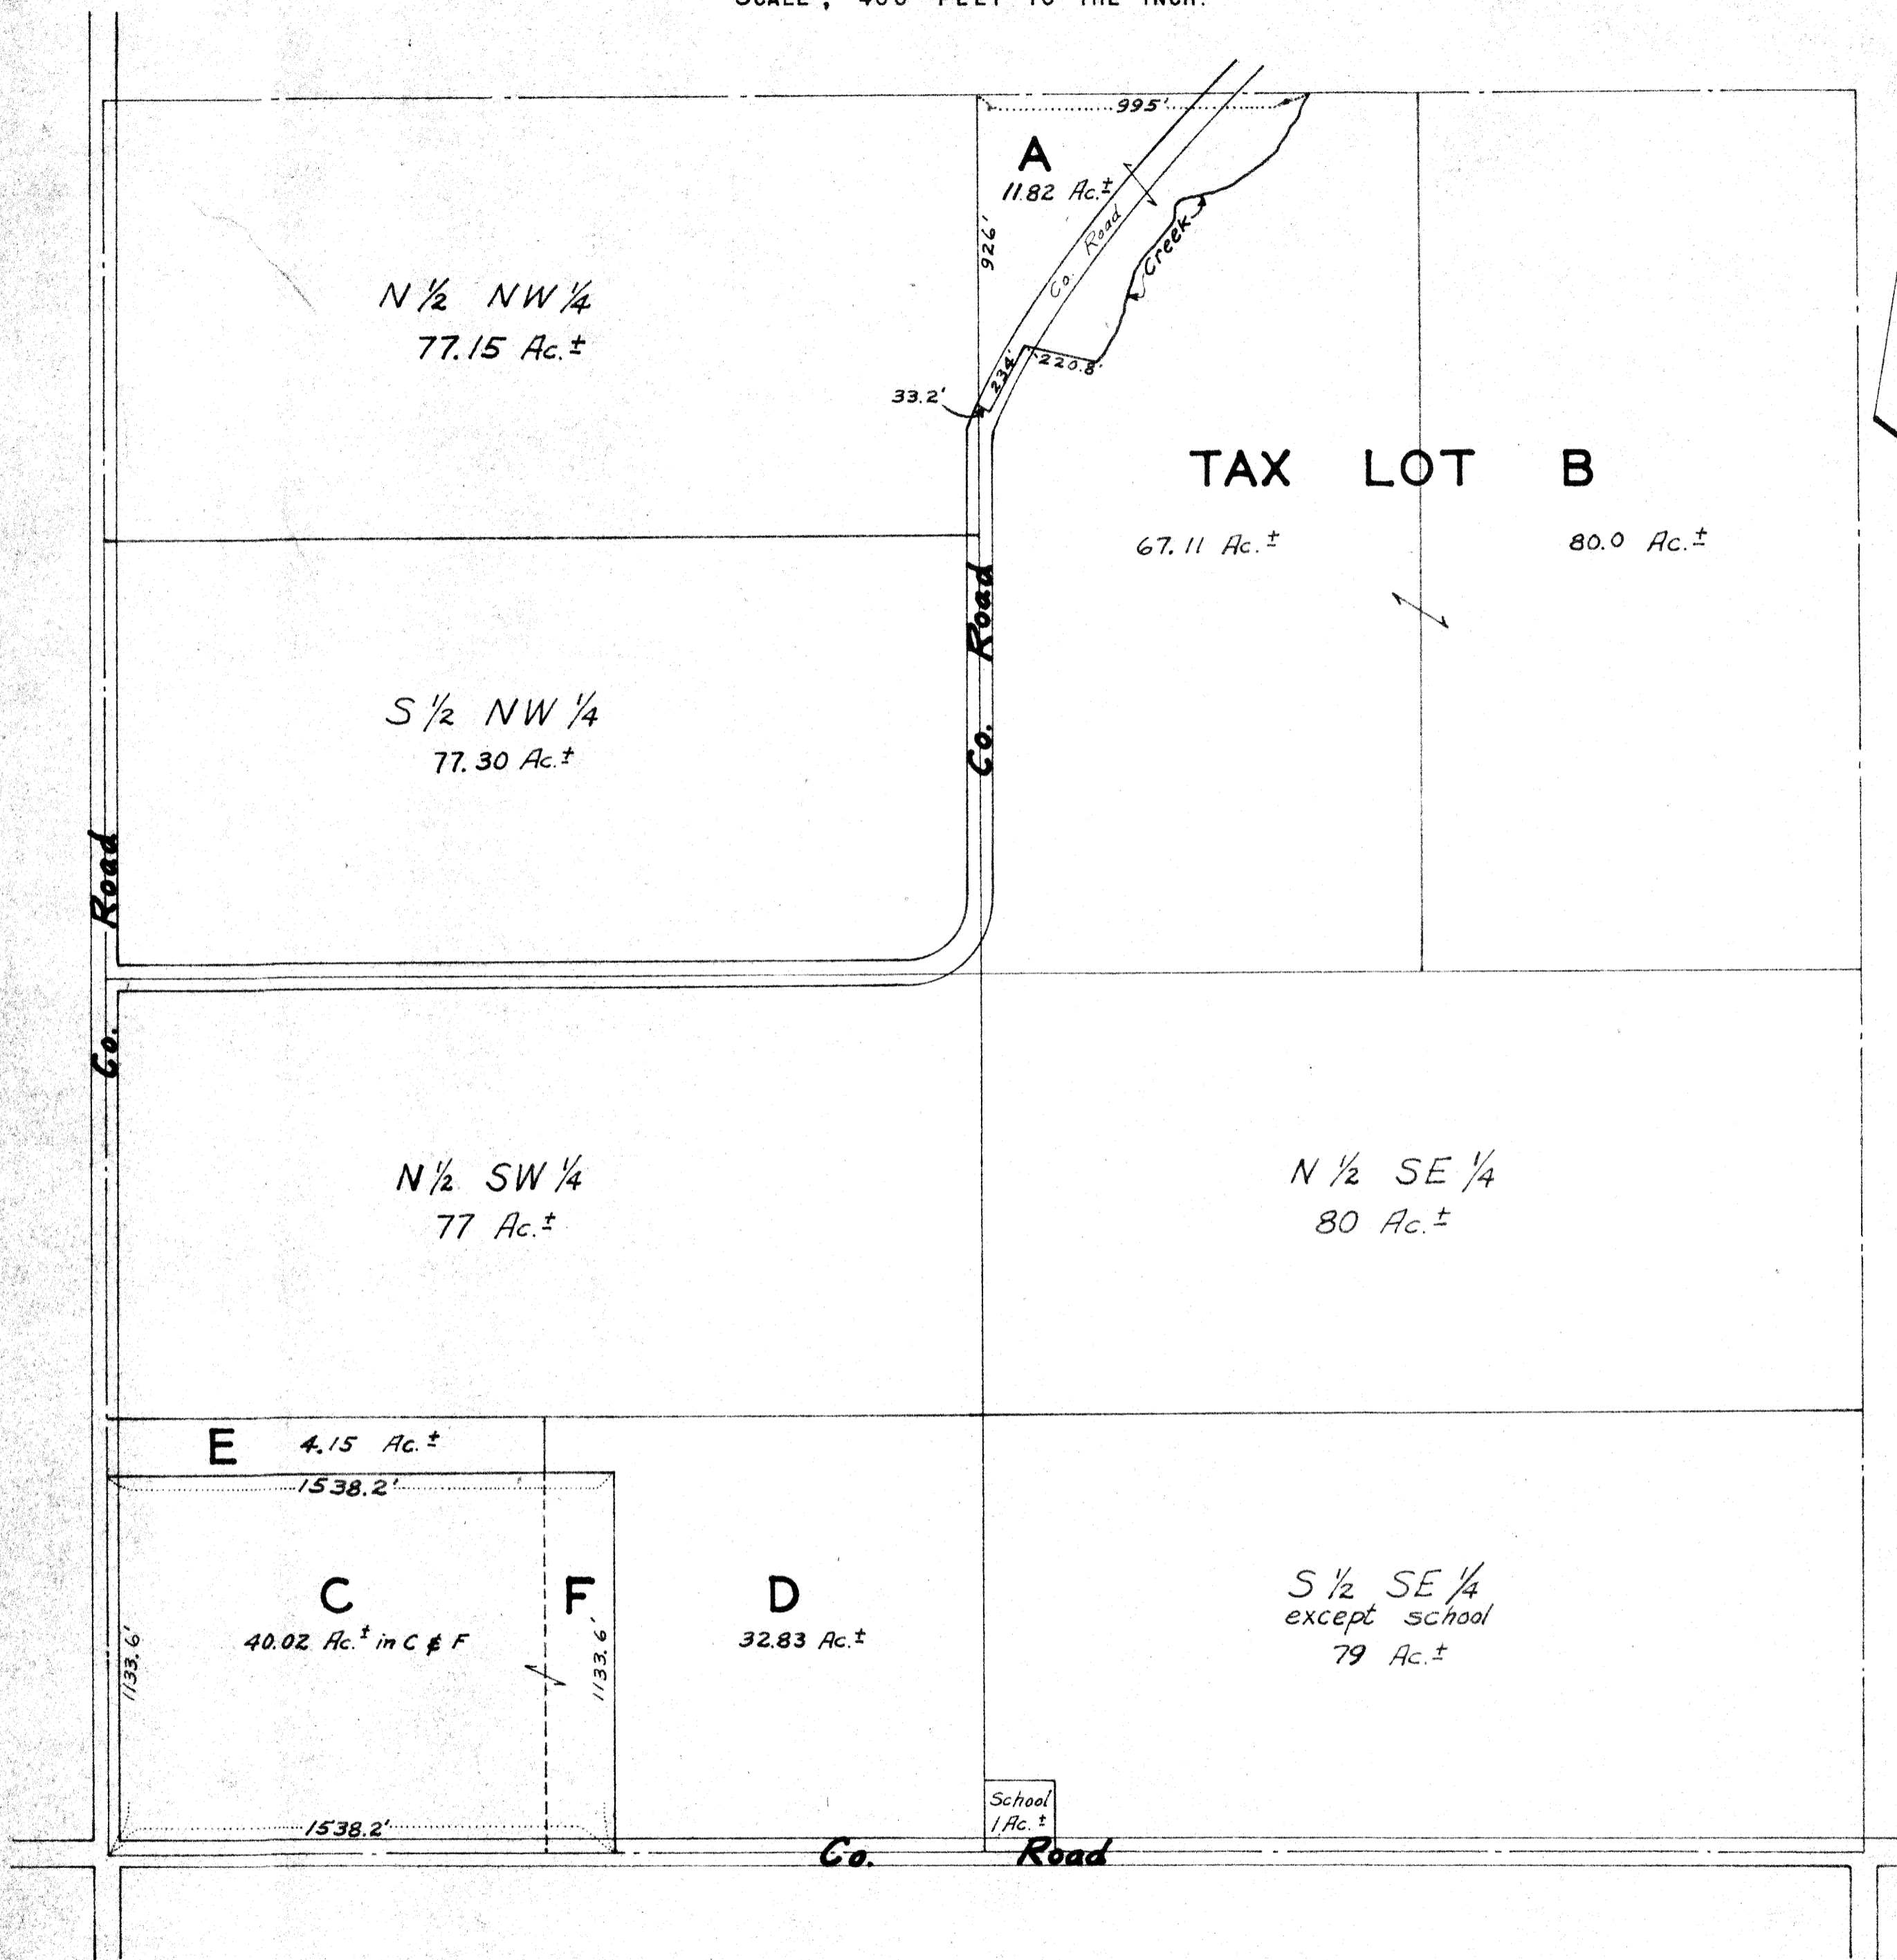 SCALE, 400 FEET TO THE INCH.
995'
A
11.82 Ac.±
926'
Co. Road
Creek
N ½ NW ¼
77.15 Ac.±
234'
220.8'
33.2'
TAX LOT B
67.11 Ac.±
80.0 Ac.±
Co. Road
S ½ NW ¼
77.30 Ac.±
Co. Road
N ½ SW ¼
77 Ac.±
N ½ SE ¼
80 Ac.±
E 4.15 Ac.±
1538.2'
C
F
D
40.02 Ac.± in C & F
32.83 Ac.±
1133.6'
1133.6'
S ½ SE ¼
except school
79 Ac.±
School
1 Ac.±
1538.2'
Co. Road